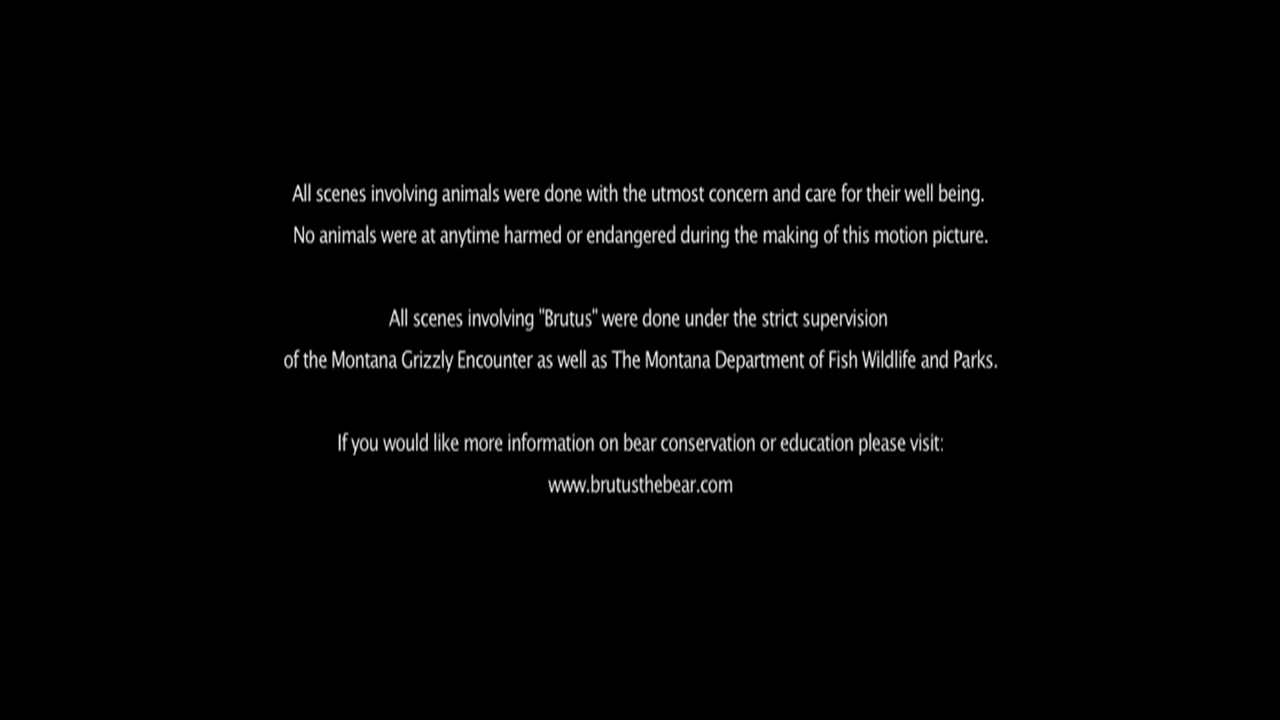 All scenes involving animals were done with the utmost concern and care for their well being.
No animals were at anytime harmed or endangered during the making of this motion picture.
All scenes involving "Brutus" were done under the strict supervision
of the Montana Grizzly Encounter as well as The Montana Department of Fish Wildlife and Parks.
If you would like more information on bear conservation or education please visit:
www.brutusthebear.com